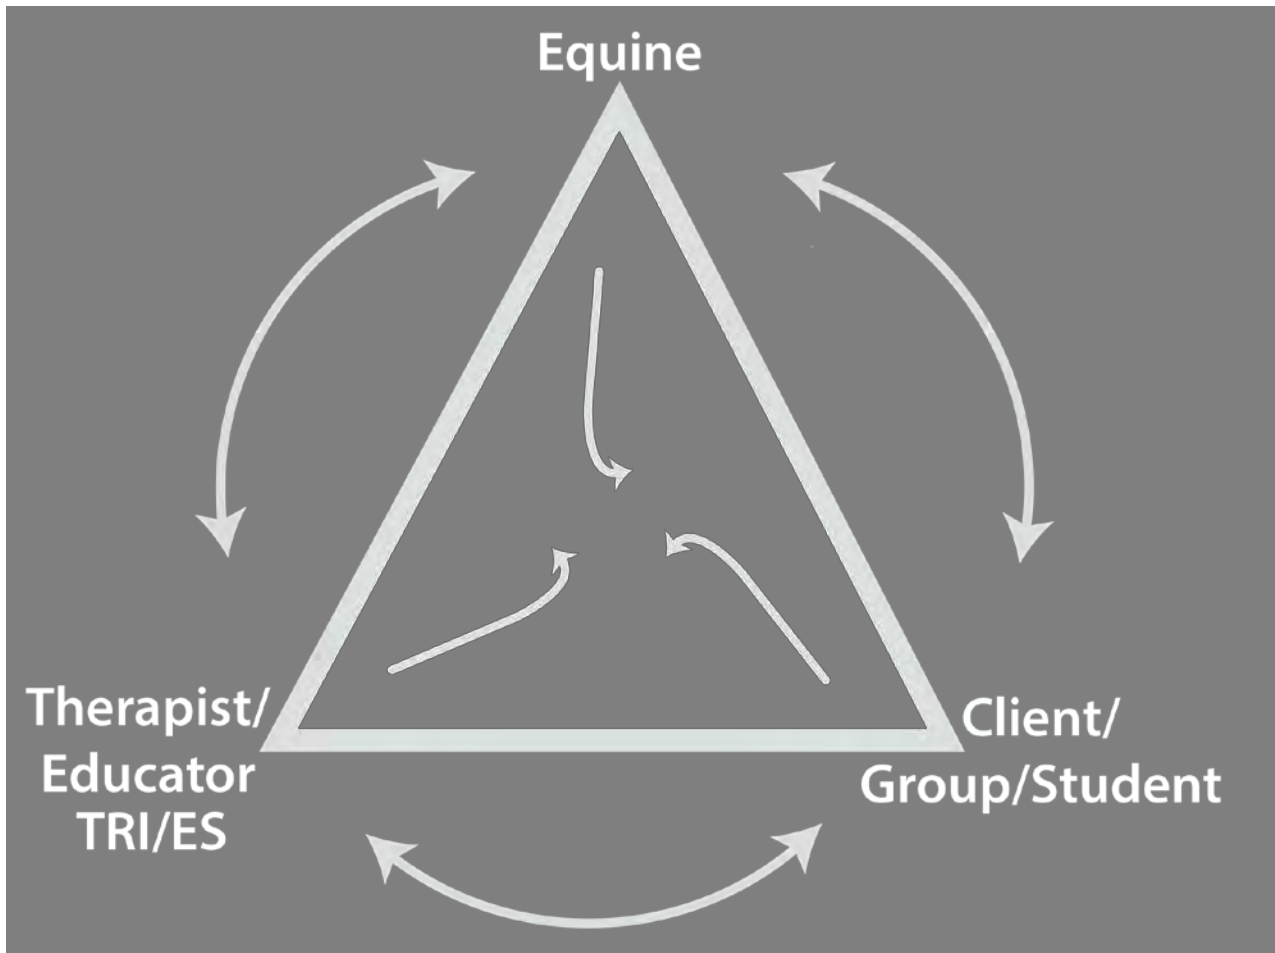 Equine
Therapist/
Educator
TRI/ES
Client/
Group/Student